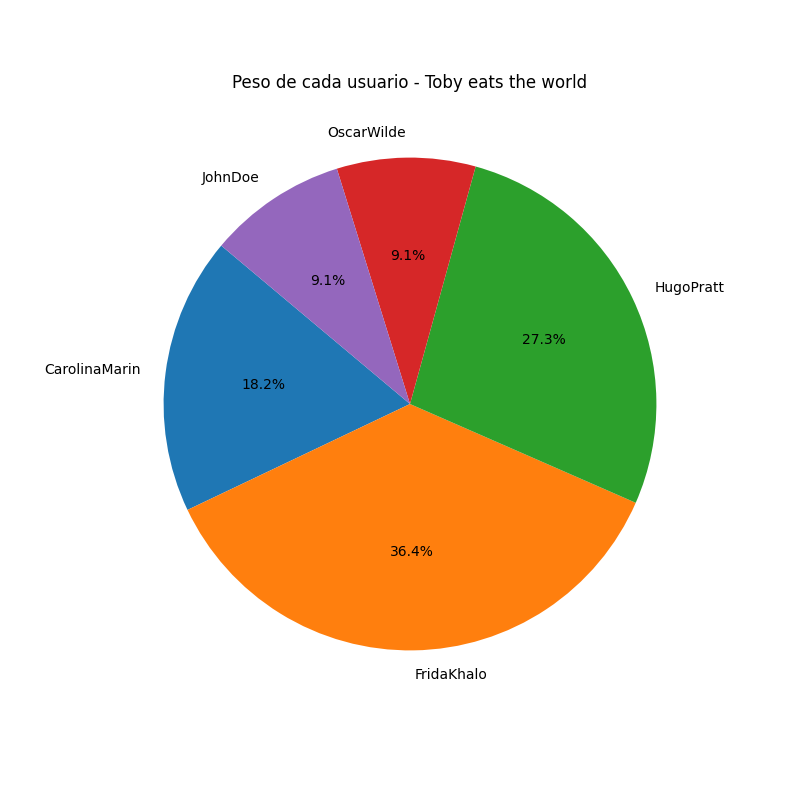 Peso de cada usuario - Toby eats the world
OscarWilde
JohnDoe
9.1%
9.1%
HugoPratt
27.3%
CarolinaMarin
18.2%
36.4%
FridaKhalo